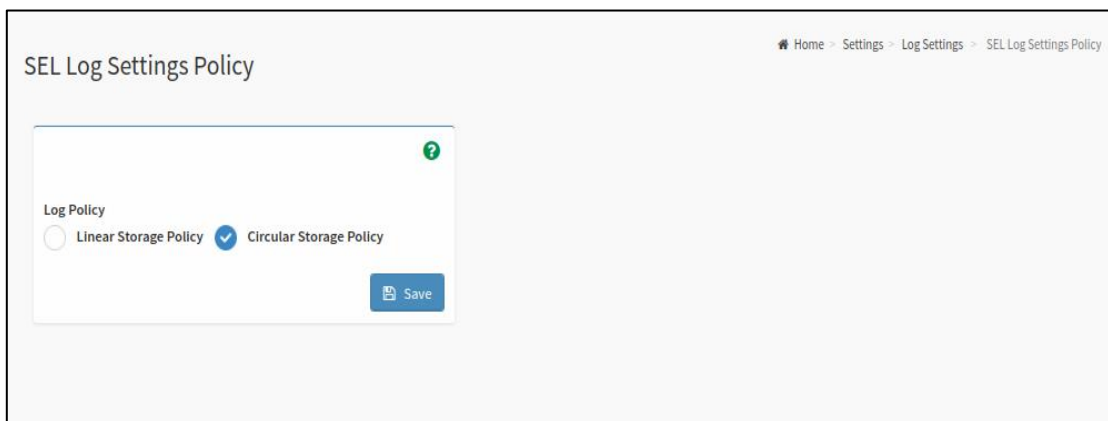 Home > Settings > Log Settings > SEL Log Settings Policy
SEL Log Settings Policy
?
Log Policy
Linear Storage Policy Circular Storage Policy
Save